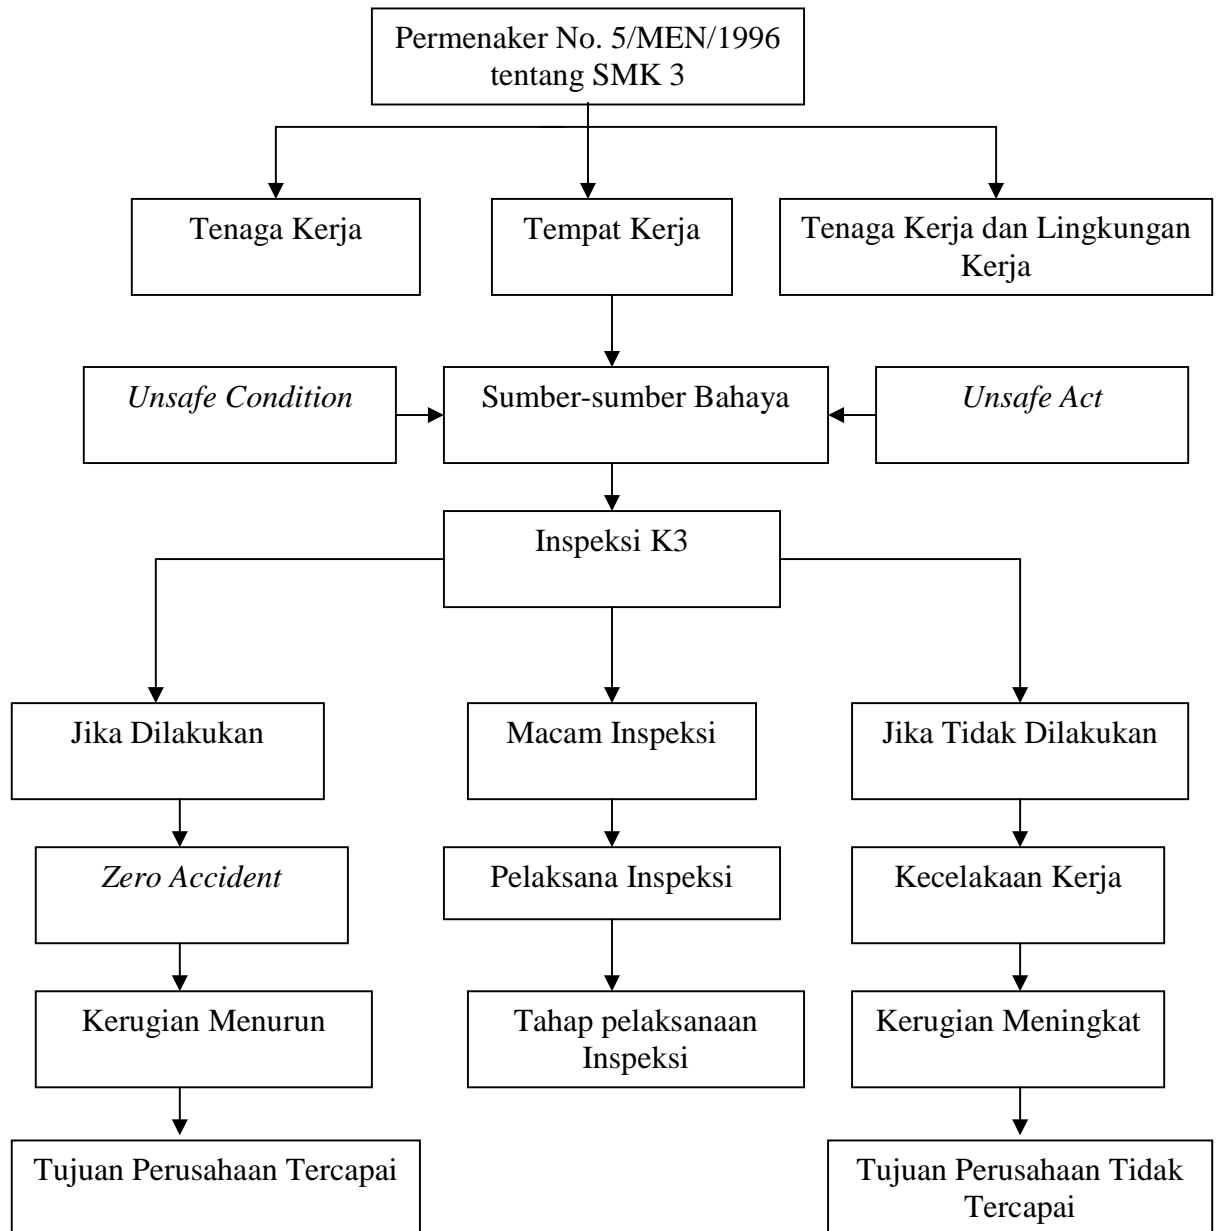 Permenaker No. 5/MEN/1996
tentang SMK 3
Tenaga Kerja
Tempat Kerja
Tenaga Kerja dan Lingkungan
Kerja
Unsafe Condition
Sumber-sumber Bahaya
Unsafe Act
Inspeksi K3
Jika Dilakukan
Macam Inspeksi
Jika Tidak Dilakukan
Zero Accident
Pelaksana Inspeksi
Kecelakaan Kerja
Kerugian Menurun
Tahap pelaksanaan
Inspeksi
Kerugian Meningkat
Tujuan Perusahaan Tercapai
Tujuan Perusahaan Tidak
Tercapai